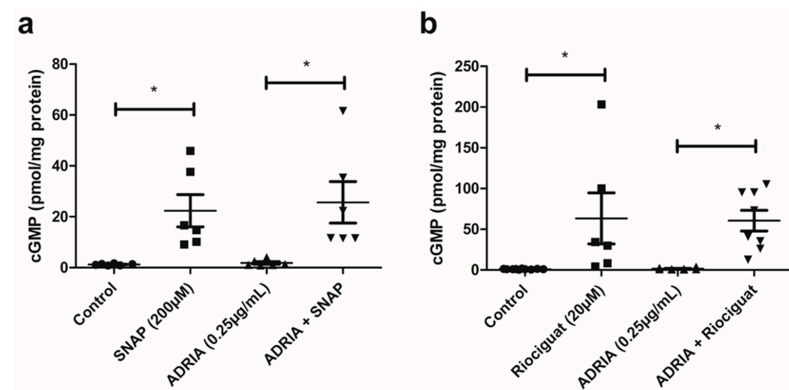 a
b
cGMP (pmol/mg protein)
80
60
40
20
0
*
*
Control
SNAP (200µM)
ADRIA (0.25µg/mL)
ADRIA + SNAP
cGMP (pmol/mg protein)
250
200
150
100
50
0
*
*
Control
Riociguat (20µM)
ADRIA (0.25µg/mL)
ADRIA + Riociguat